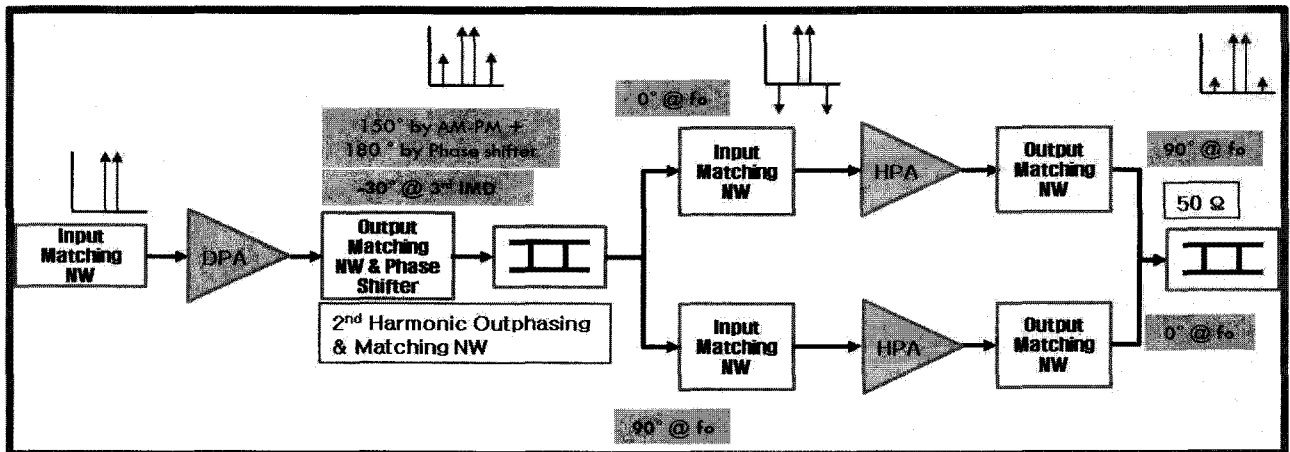 0° @ fo
150° by AM-PM +
180° by Phase shifter
-30° @ 3rd IMD
Input
Matching
NW
DPA
Output
Matching
NW & Phase
Shifter
2nd Harmonic Outphasing
& Matching NW
Input
Matching
NW
HPA
Output
Matching
NW
90° @ fo
50 Ω
Input
Matching
NW
HPA
Output
Matching
NW
0° @ fo
90° @ fo